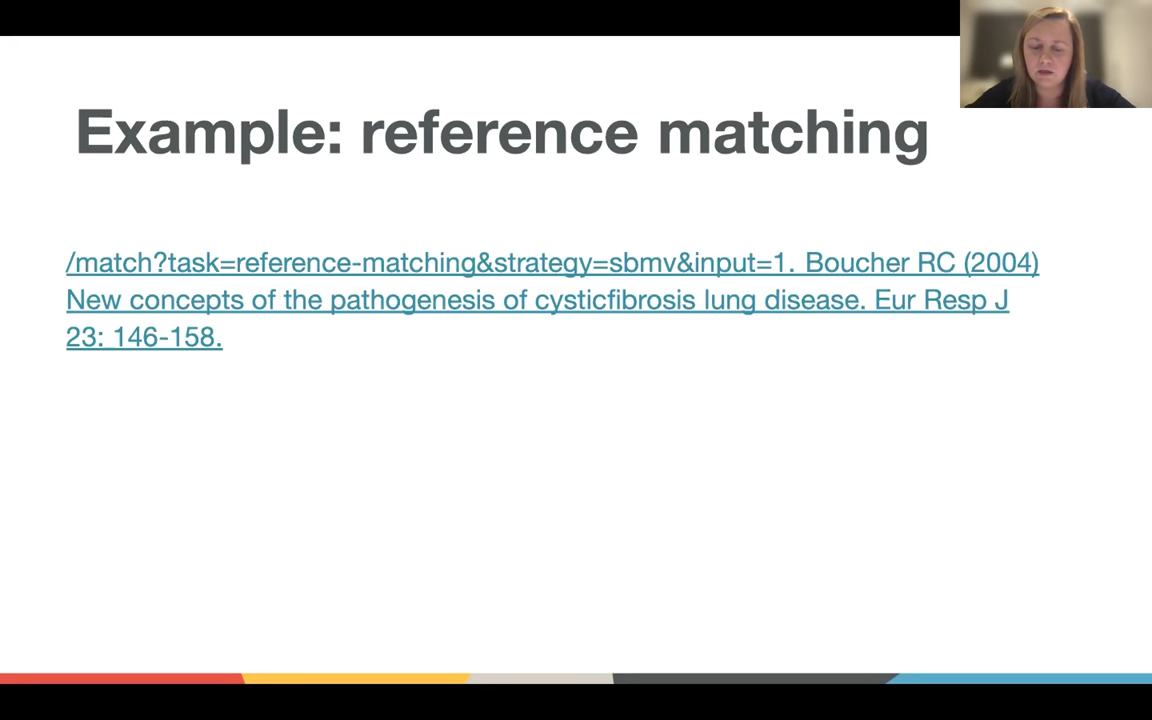 Example: reference matching
/match?task=reference-matching&strategy=sbmv&input=1. Boucher RC (2004)
New concepts of the pathogenesis of cysticfibrosis lung disease. Eur Resp J
23: 146-158.